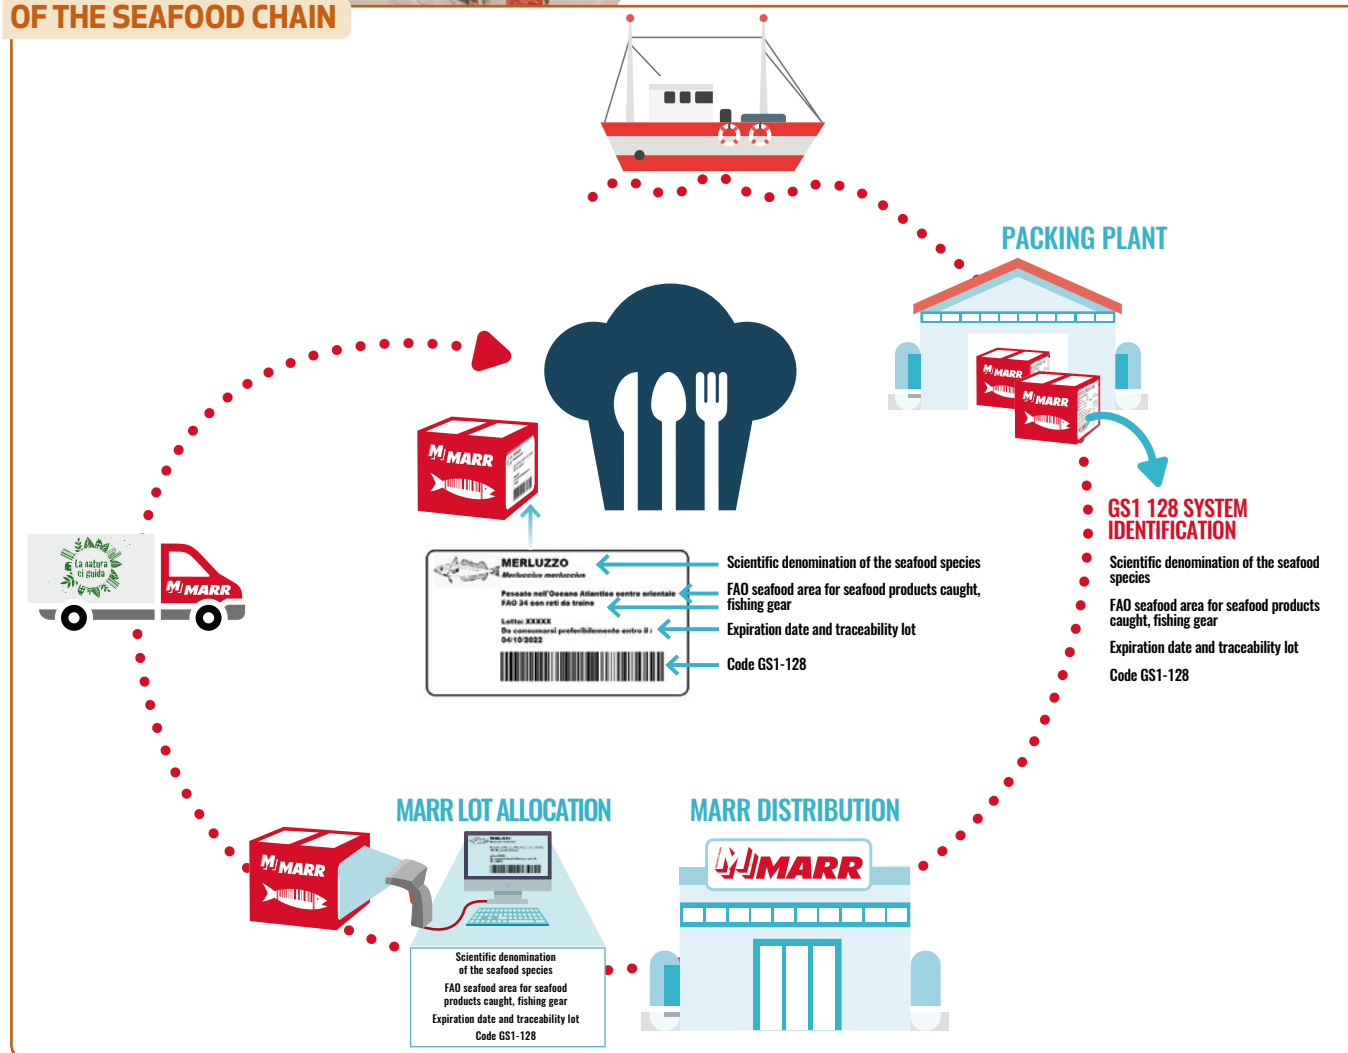 OF THE SEAFOOD CHAIN
PACKING PLANT
MARR
MARR
GS1 128 SYSTEM
IDENTIFICATION
Scientific denomination of the seafood
species
FAO seafood area for seafood products
caught, fishing gear
Expiration date and traceability lot
Code GS1-128
MARR
MERLUZZO
Merluccius merluccius
Pescato nell'Oceano Atlantico centro orientale
FAO 34 con reti da traino
Lotto: XXXXX
Da consumarsi preferibilmente entro il :
04/10/2022
Scientific denomination of the seafood species
FAO seafood area for seafood products caught,
fishing gear
Expiration date and traceability lot
Code GS1-128
La natura
ci guida
MARR
MARR LOT ALLOCATION
MARR
Scientific denomination
of the seafood species
FAO seafood area for seafood
products caught, fishing gear
Expiration date and traceability lot
Code GS1-128
MARR DISTRIBUTION
MARR